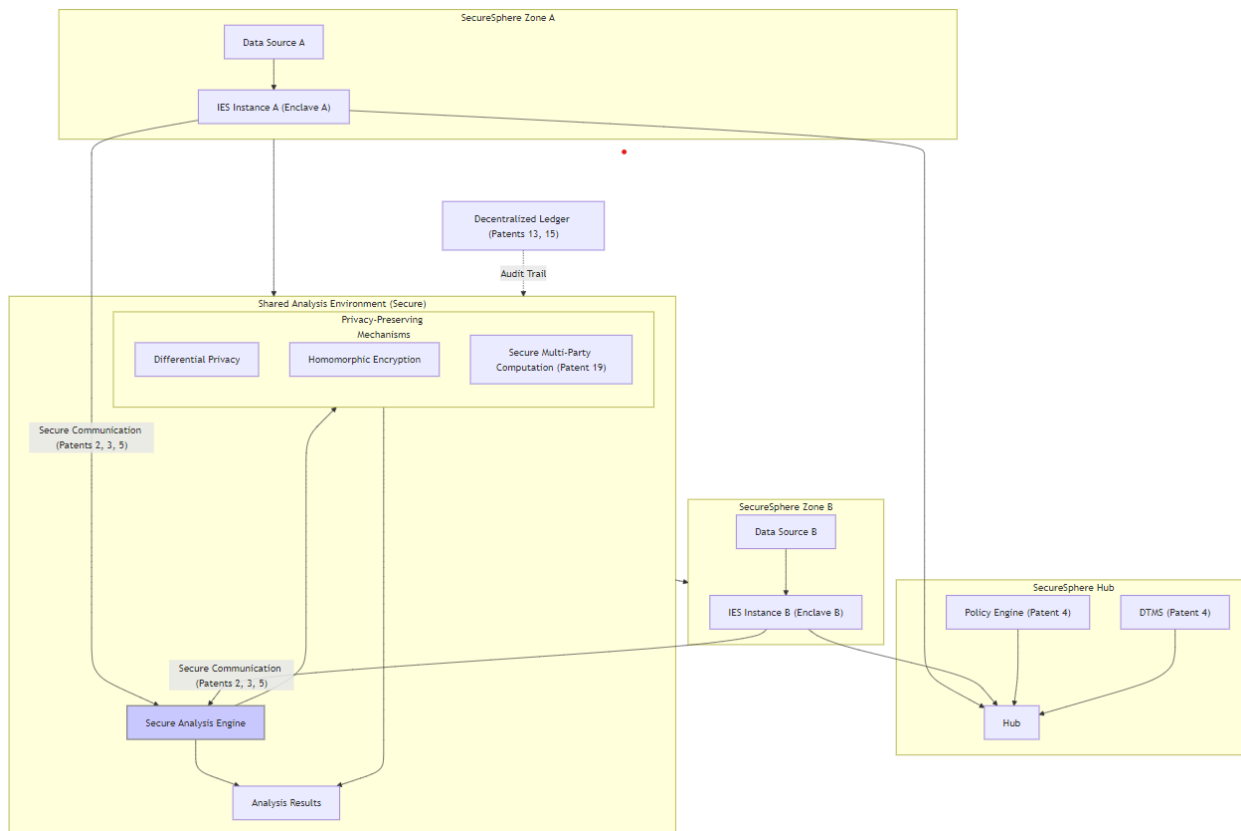 SecureSphere Zone A
Data Source A
IES Instance A (Enclave A)
Decentralized Ledger
(Patents 13, 15)
Audit Trail
Shared Analysis Environment (Secure)
Privacy-Preserving
Mechanisms
Differential Privacy
Homomorphic Encryption
Secure Multi-Party
Computation (Patent 19)
Secure Communication
(Patents 2, 3, 5)
SecureSphere Zone B
Data Source B
IES Instance B (Enclave B)
SecureSphere Hub
Policy Engine (Patent 4)
DTMS (Patent 4)
Secure Communication
(Patents 2, 3, 5)
Secure Analysis Engine
Hub
Analysis Results